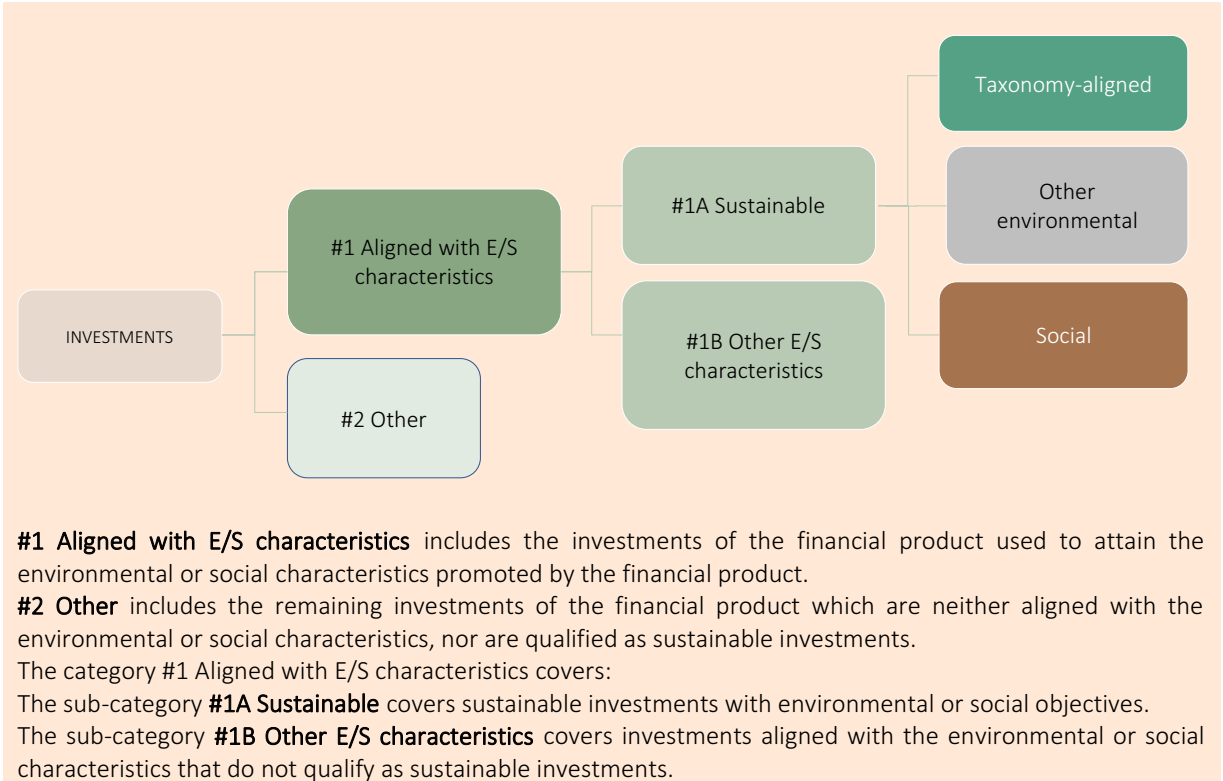 Taxonomy-aligned
Other
environmental
Social
#1A Sustainable
#1B Other E/S
characteristics
#1 Aligned with E/S
characteristics
#2 Other
INVESTMENTS
#1 Aligned with E/S characteristics includes the investments of the financial product used to attain the
environmental or social characteristics promoted by the financial product.
#2 Other includes the remaining investments of the financial product which are neither aligned with the
environmental or social characteristics, nor are qualified as sustainable investments.
The category #1 Aligned with E/S characteristics covers:
The sub-category #1A Sustainable covers sustainable investments with environmental or social objectives.
The sub-category #1B Other E/S characteristics covers investments aligned with the environmental or social
characteristics that do not qualify as sustainable investments.